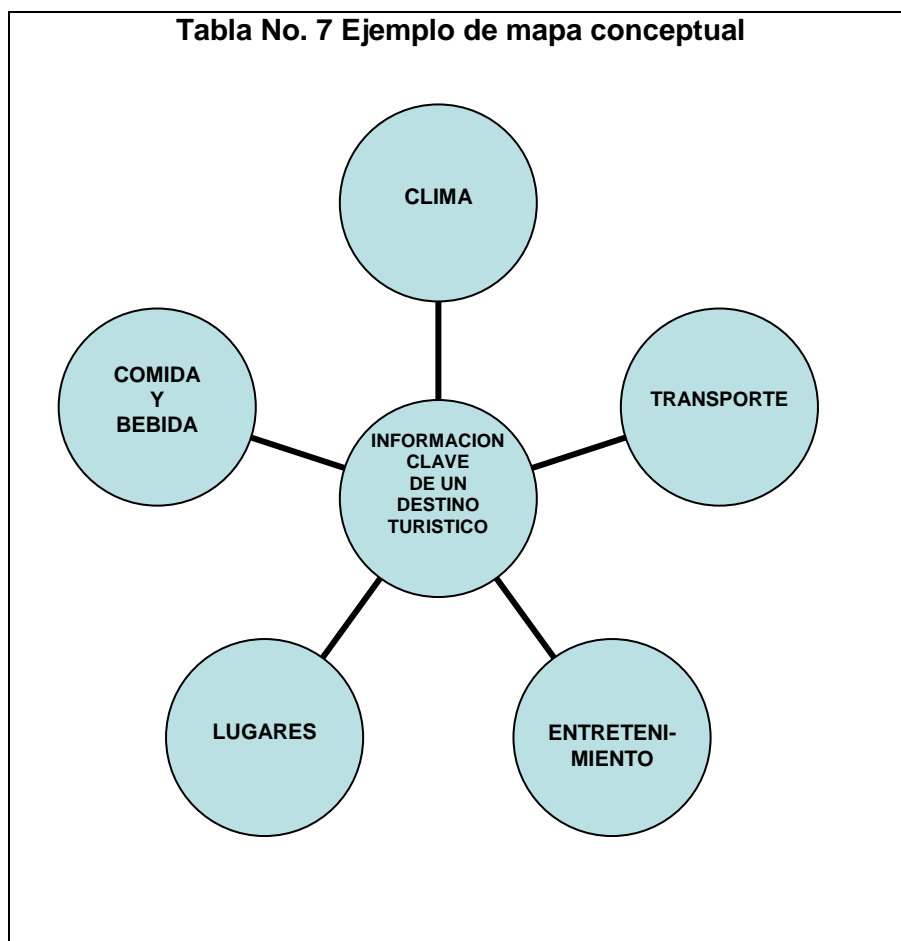 Tabla No. 7 Ejemplo de mapa conceptual
CLIMA
COMIDA
Y
BEBIDA
TRANSPORTE
INFORMACION
CLAVE
DE UN
DESTINO
TURISTICO
LUGARES
ENTRETENI-
MIENTO